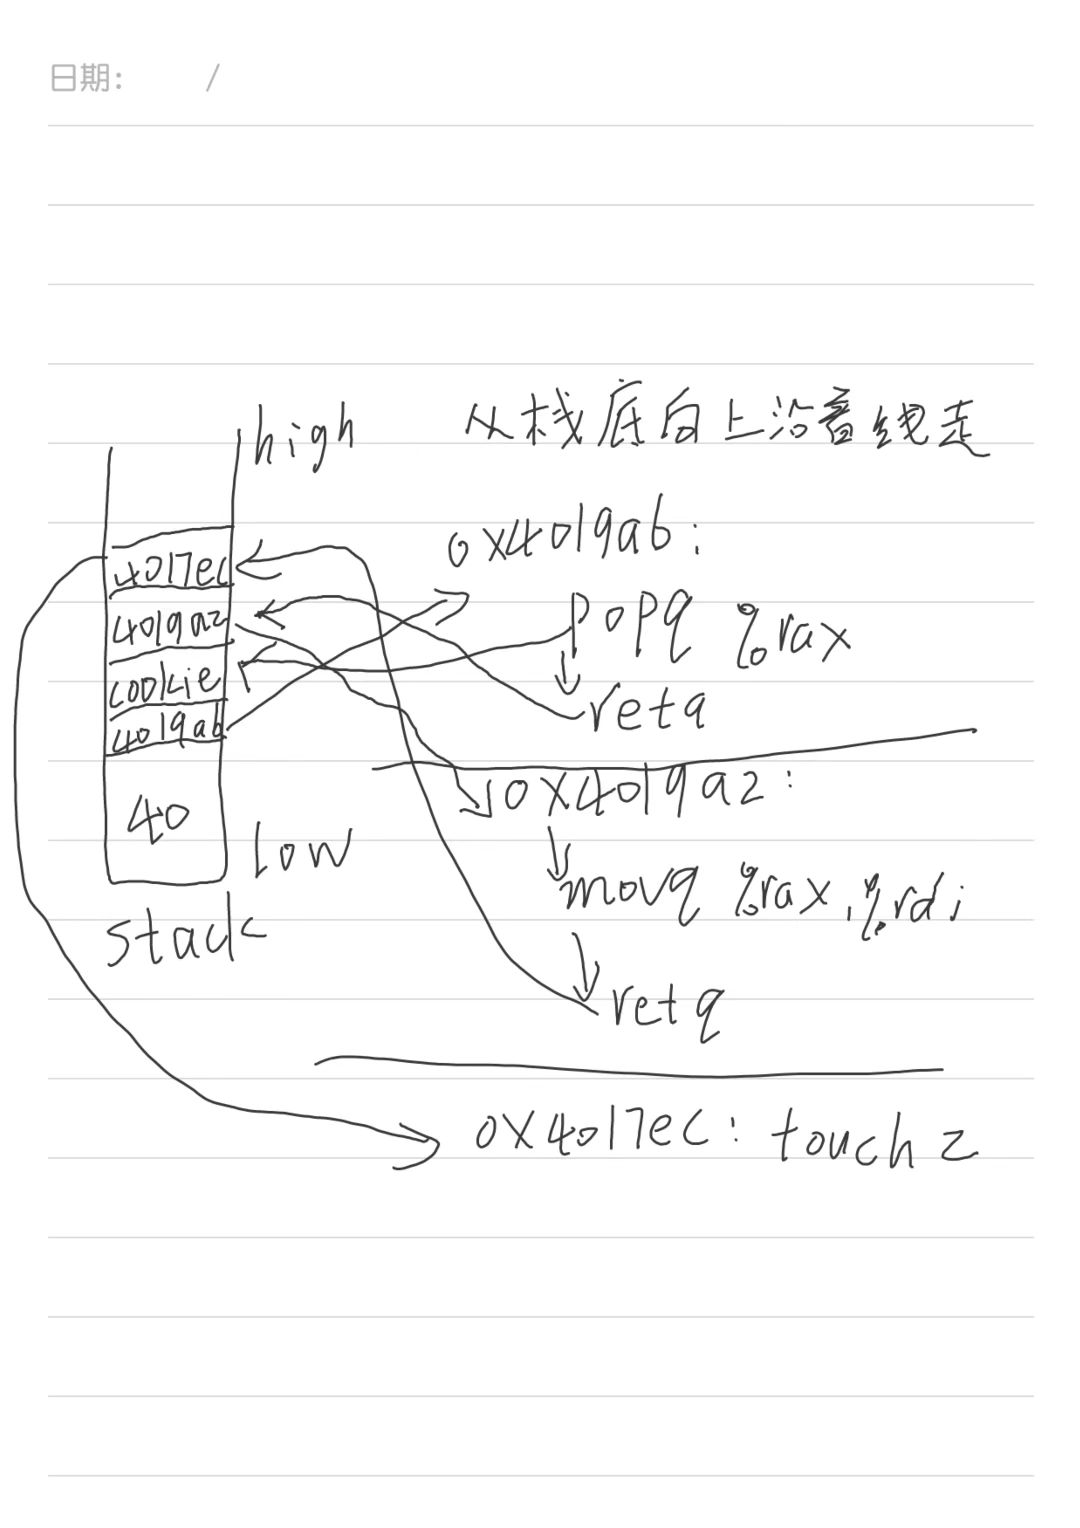 日期: /
high
从栈底向上沿着线走
0x4019ab:
4017ec
4019a2
popq %rax
cookie
retq
4019ab
0x4019a2:
40
low
movq %rax,%rdi
stack
retq
0x4017ec: touch2